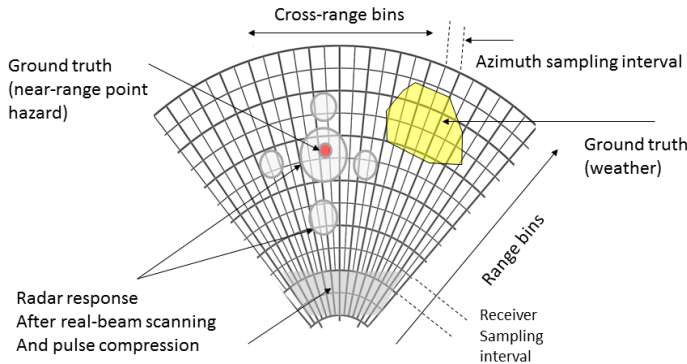 Cross-range bins
Azimuth sampling interval
Ground truth
(near-range point
hazard)
Ground truth
(weather)
Range bins
Radar response
After real-beam scanning
And pulse compression
Receiver
Sampling
interval